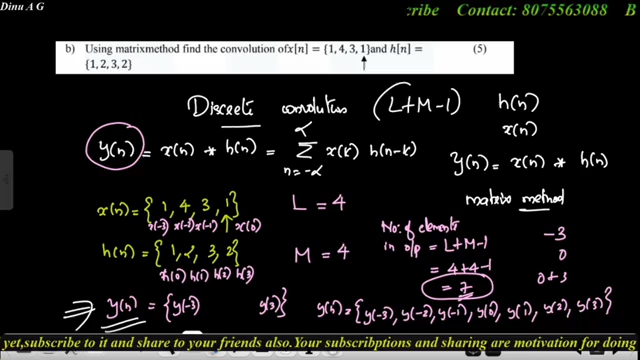 Dinu A G
cribe Contact: 8075563088 B
b) Using matrixmethod find the convolution of x[n] = {1, 4, 3, 1} and h[n] = (5)
↑
{1, 2, 3, 2}
Discrete convolution (L+M-1) h(n)
x(n)
y(n) = x(n) * h(n) = ∑ x(k) h(n-k) y(n) = x(n) * h(n)
n=-∝
matrix method
x(n) = {1, 4, 3, 1} L = 4
x(-3) x(-2) x(-1) x(0)
No: of elements in o/p = L+M-1
= 4+4-1
= 7
-3
0
0+3
h(n) = {1, 2, 3, 2} M = 4
h(0) h(1) h(2) h(3)
⇒ y(n) = {y(-3) y(3)} y(n) = {y(-3), y(-2), y(-1), y(0), y(1), y(2), y(3)}
yet,subscribe to it and share to your friends also.Your subscribptions and sharing are motivation for doing